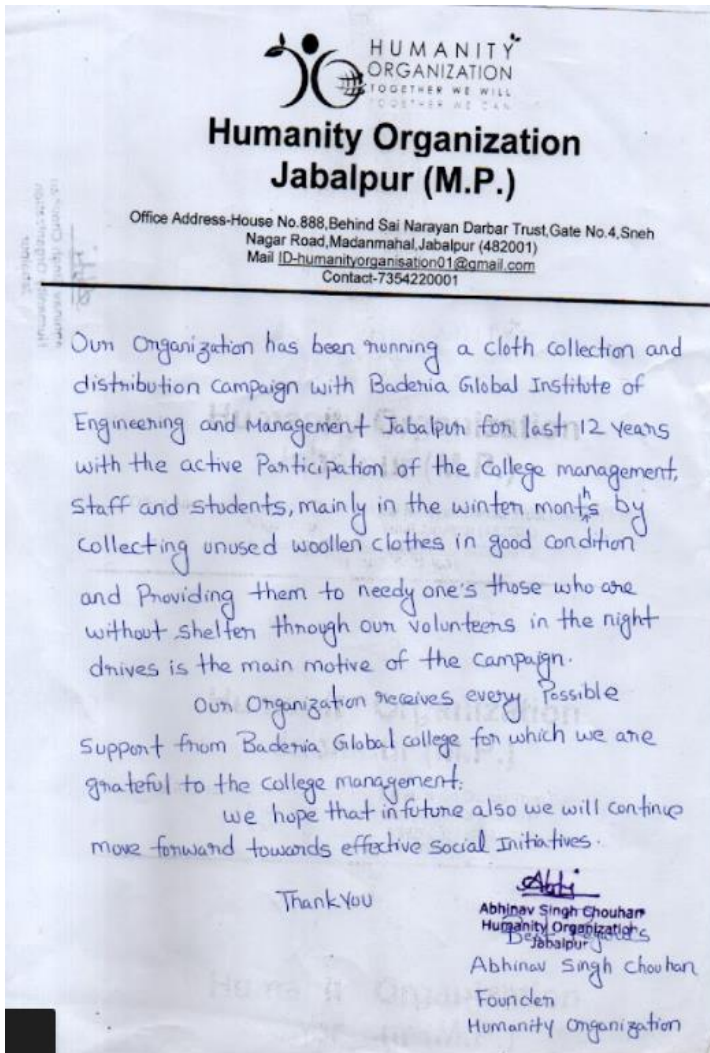 HUMANITY
ORGANIZATION
TOGETHER WE WILL
TOGETHER WE CAN
Humanity Organization
Jabalpur (M.P.)
Office Address-House No.888,Behind Sai Narayan Darbar Trust,Gate No.4,Sneh
Nagar Road,Madanmahal,Jabalpur (482001)
Mail ID-humanityorganisation01@gmail.com
Contact-7354220001
Our Organization has been running a cloth collection and
distribution campaign with Baderia Global Institute of
Engineering and Management Jabalpur for last 12 years
with the active Participation of the College management,
Staff and students, mainly in the winter months by
Collecting unused woollen clothes in good condition
and Providing them to needy one's those who are
without shelter through our volunteers in the night
drives is the main motive of the Campaign.
Our Organization receives every Possible
Support from Baderia Global college for which we are
grateful to the College management.
We hope that in future also we will continue
move forward towards effective Social Initiatives.
Thank You
Abhi
Abhinav Singh Chouhan
Humanity Organization
Jabalpur
Best Regards
Abhinav Singh Chouhan
Founder
Humanity Organization